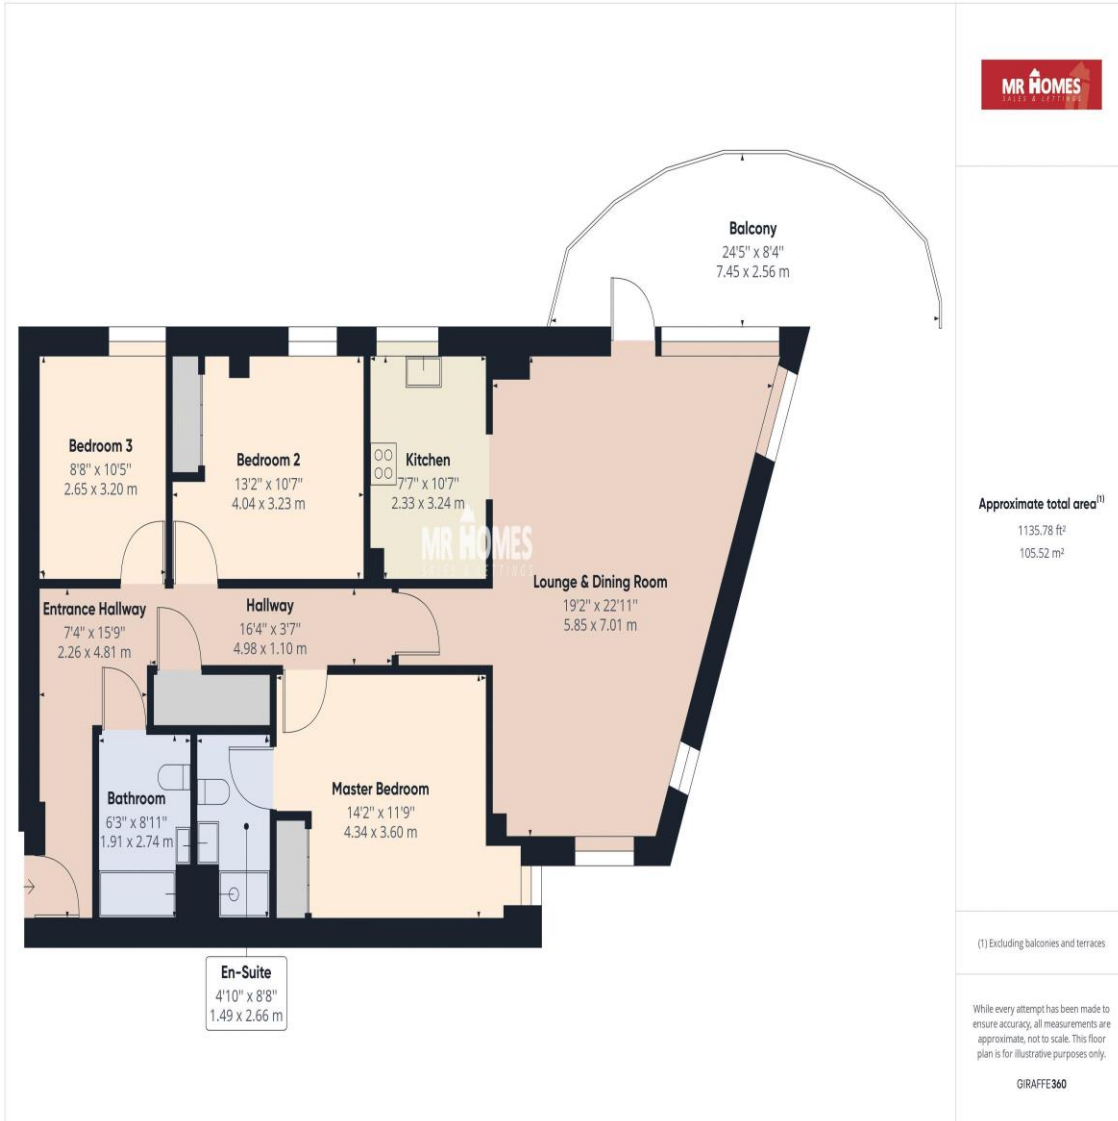 MR HOMES
SALES & LETTINGS
Balcony
24'5" x 8'4"
7.45 x 2.56 m
Bedroom 3
8'8" x 10'5"
2.65 x 3.20 m
Bedroom 2
13'2" x 10'7"
4.04 x 3.23 m
Kitchen
7'7" x 10'7"
2.33 x 3.24 m
MR HOMES
SALES & LETTINGS
Lounge & Dining Room
19'2" x 22'11"
5.85 x 7.01 m
Entrance Hallway
7'4" x 15'9"
2.26 x 4.81 m
Hallway
16'4" x 3'7"
4.98 x 1.10 m
Bathroom
6'3" x 8'11"
1.91 x 2.74 m
Master Bedroom
14'2" x 11'9"
4.34 x 3.60 m
En-Suite
4'10" x 8'8"
1.49 x 2.66 m
Approximate total area(1)
1135.78 ft²
105.52 m²
(1) Excluding balconies and terraces
While every attempt has been made to
ensure accuracy, all measurements are
approximate, not to scale. This floor
plan is for illustrative purposes only.
GIRAFFE360